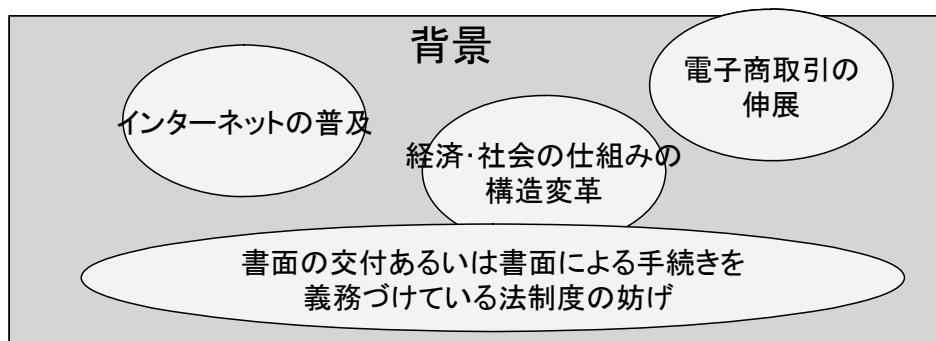 背景
電子商取引の
伸展
インターネットの普及
経済･社会の仕組みの
構造変革
書面の交付あるいは書面による手続きを
義務づけている法制度の妨げ